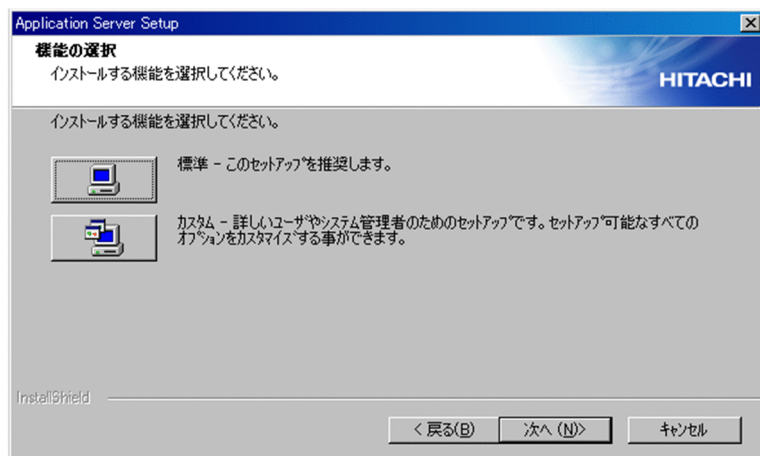 Application Server Setup
機能の選択
インストールする機能を選択してください。
HITACHI
インストールする機能を選択してください。
標準 - このセットアップを推奨します。
カスタム - 詳しいユーザやシステム管理者のためのセットアップです。セットアップ可能なすべての
オプションをカスタマイズする事ができます。
InstallShield
< 戻る(B)
次へ (N)>
キャンセル